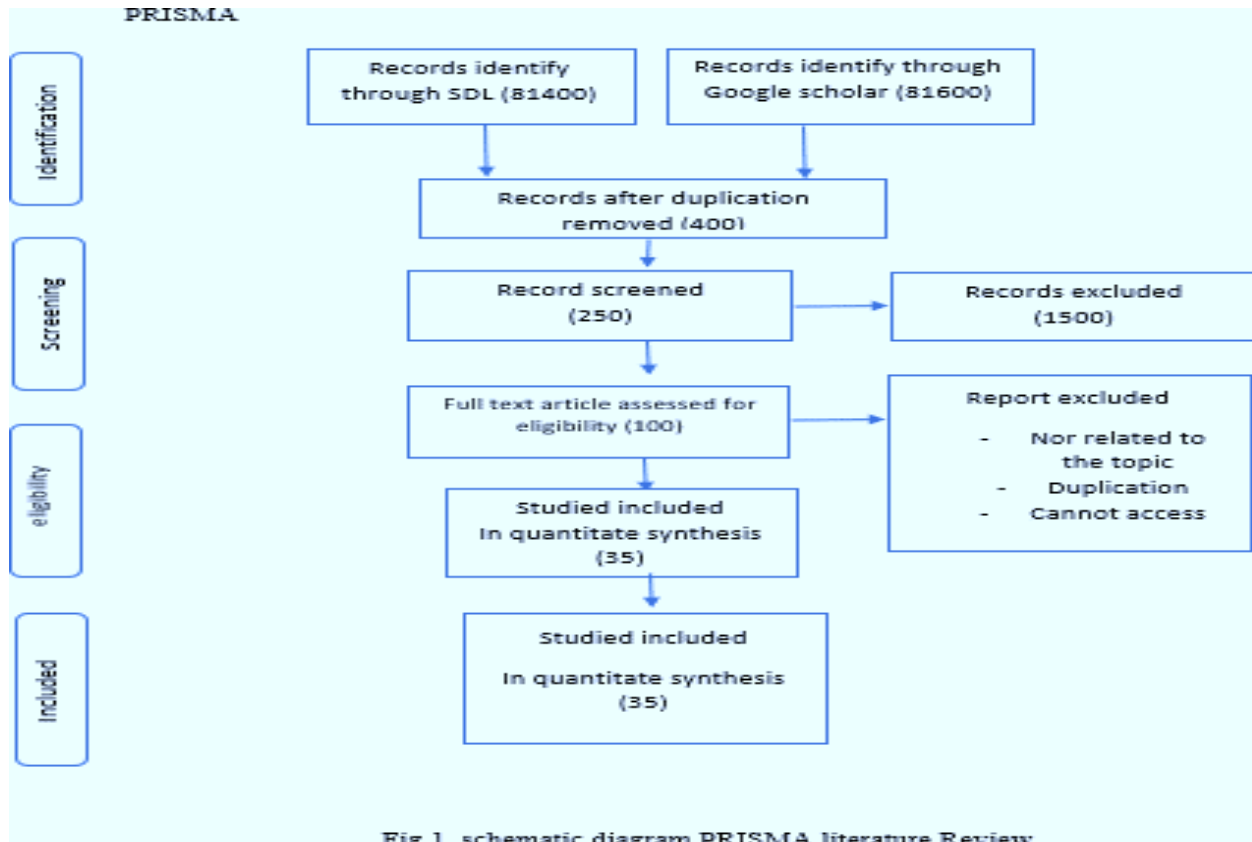 PRISMA
Identification
Records identify
through SDL (81400)
Records identify through
Google scholar (81600)
Records after duplication
removed (400)
Screening
Record screened
(250)
Records excluded
(1500)
Full text article assessed for
eligibility (100)
Report excluded
- Nor related to
the topic
- Duplication
- Cannot access
eligibility
Studied included
In quantitate synthesis
(35)
Included
Studied included
In quantitate synthesis
(35)
Fig 1. schematic diagram PRISMA literature Review